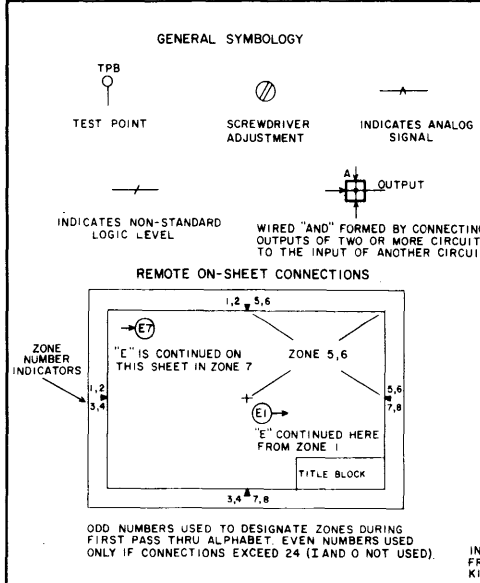 GENERAL SYMBOLOGY
TPB
TEST POINT
SCREWDRIVER
ADJUSTMENT
INDICATES ANALOG
SIGNAL
INDICATES NON-STANDARD
LOGIC LEVEL
A
OUTPUT
WIRED "AND" FORMED BY CONNECTING
OUTPUTS OF TWO OR MORE CIRCUIT
TO THE INPUT OF ANOTHER CIRCUI
REMOTE ON-SHEET CONNECTIONS
1,2 5,6
E7
"E" IS CONTINUED ON
THIS SHEET IN ZONE 7
ZONE 5,6
ZONE
NUMBER
INDICATORS
1,2
3,4
5,6
7,8
E1
"E" CONTINUED HERE
FROM ZONE 1
TITLE BLOCK
3,4 7,8
ODD NUMBERS USED TO DESIGNATE ZONES DURING
FIRST PASS THRU ALPHABET. EVEN NUMBERS USED
ONLY IF CONNECTIONS EXCEED 24 (I AND O NOT USED).
IN
FR
KI